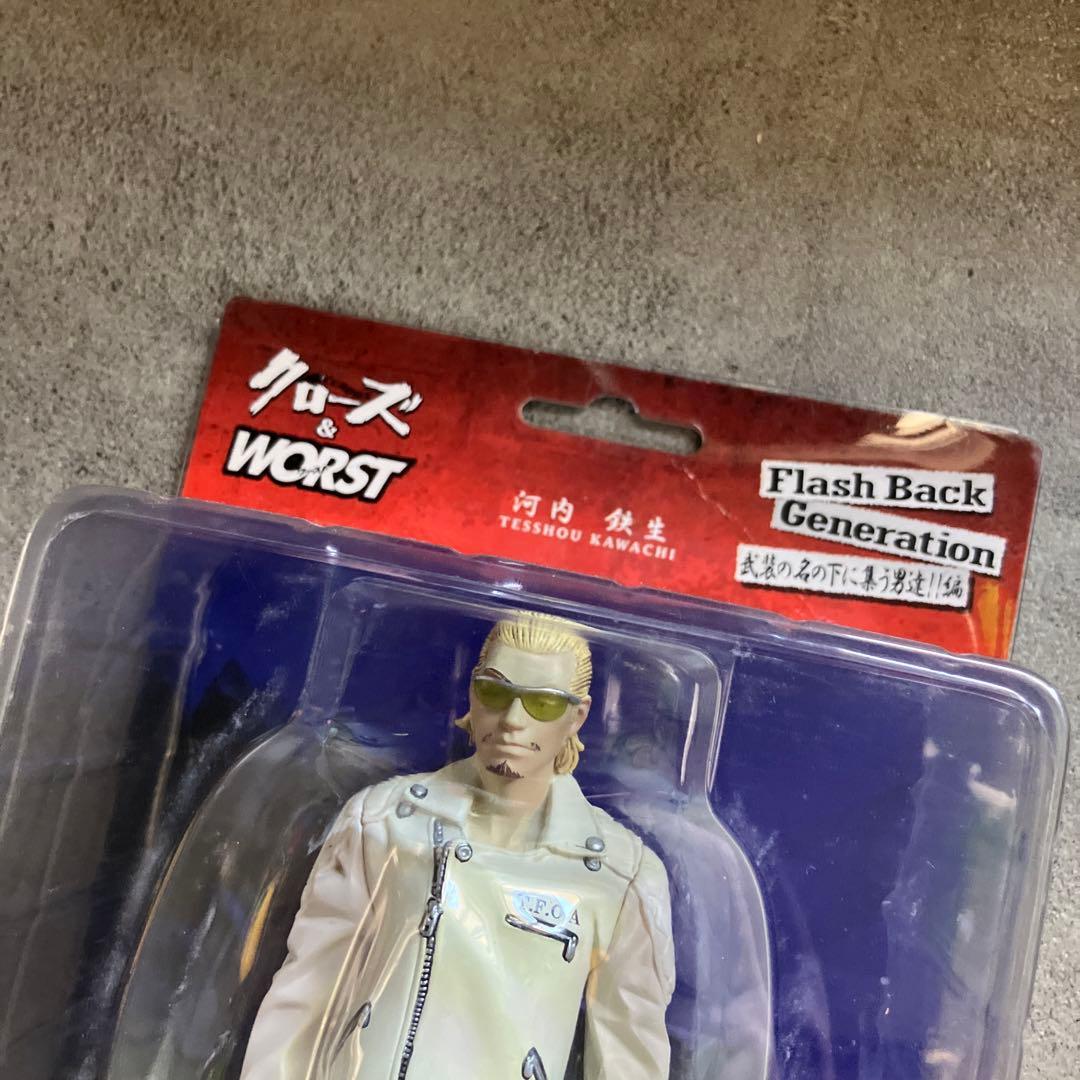 クローズ
&
WORST
河内 鉄生
TESSHOU KAWACHI
Flash Back
Generation
武装の名の下に集う男達!!編
T.F.O.A